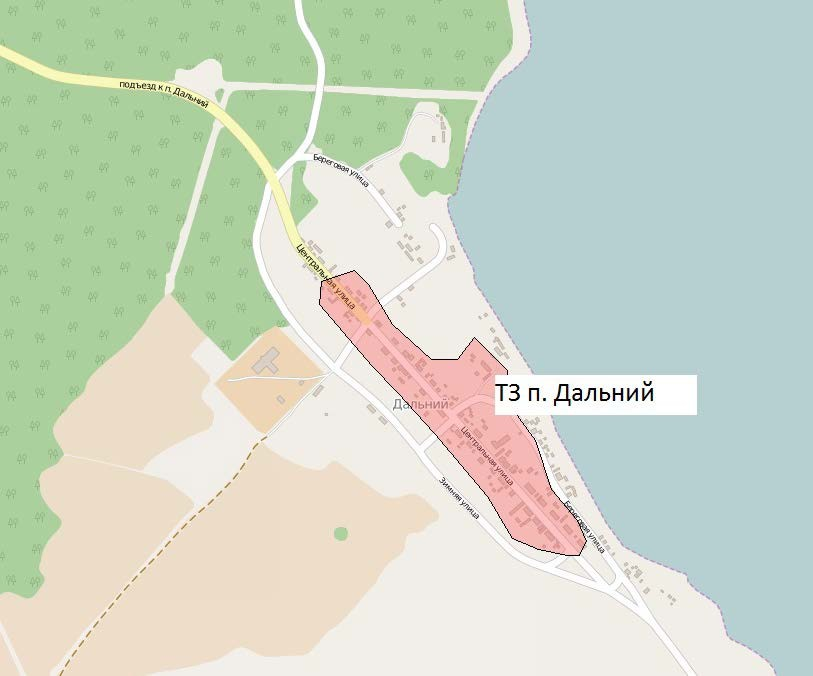 подъезд к п. Дальний
Береговая улица
Центральная улица
ТЗ п. Дальний
Дальний
Центральная улица
Зимняя улица
Береговая улица